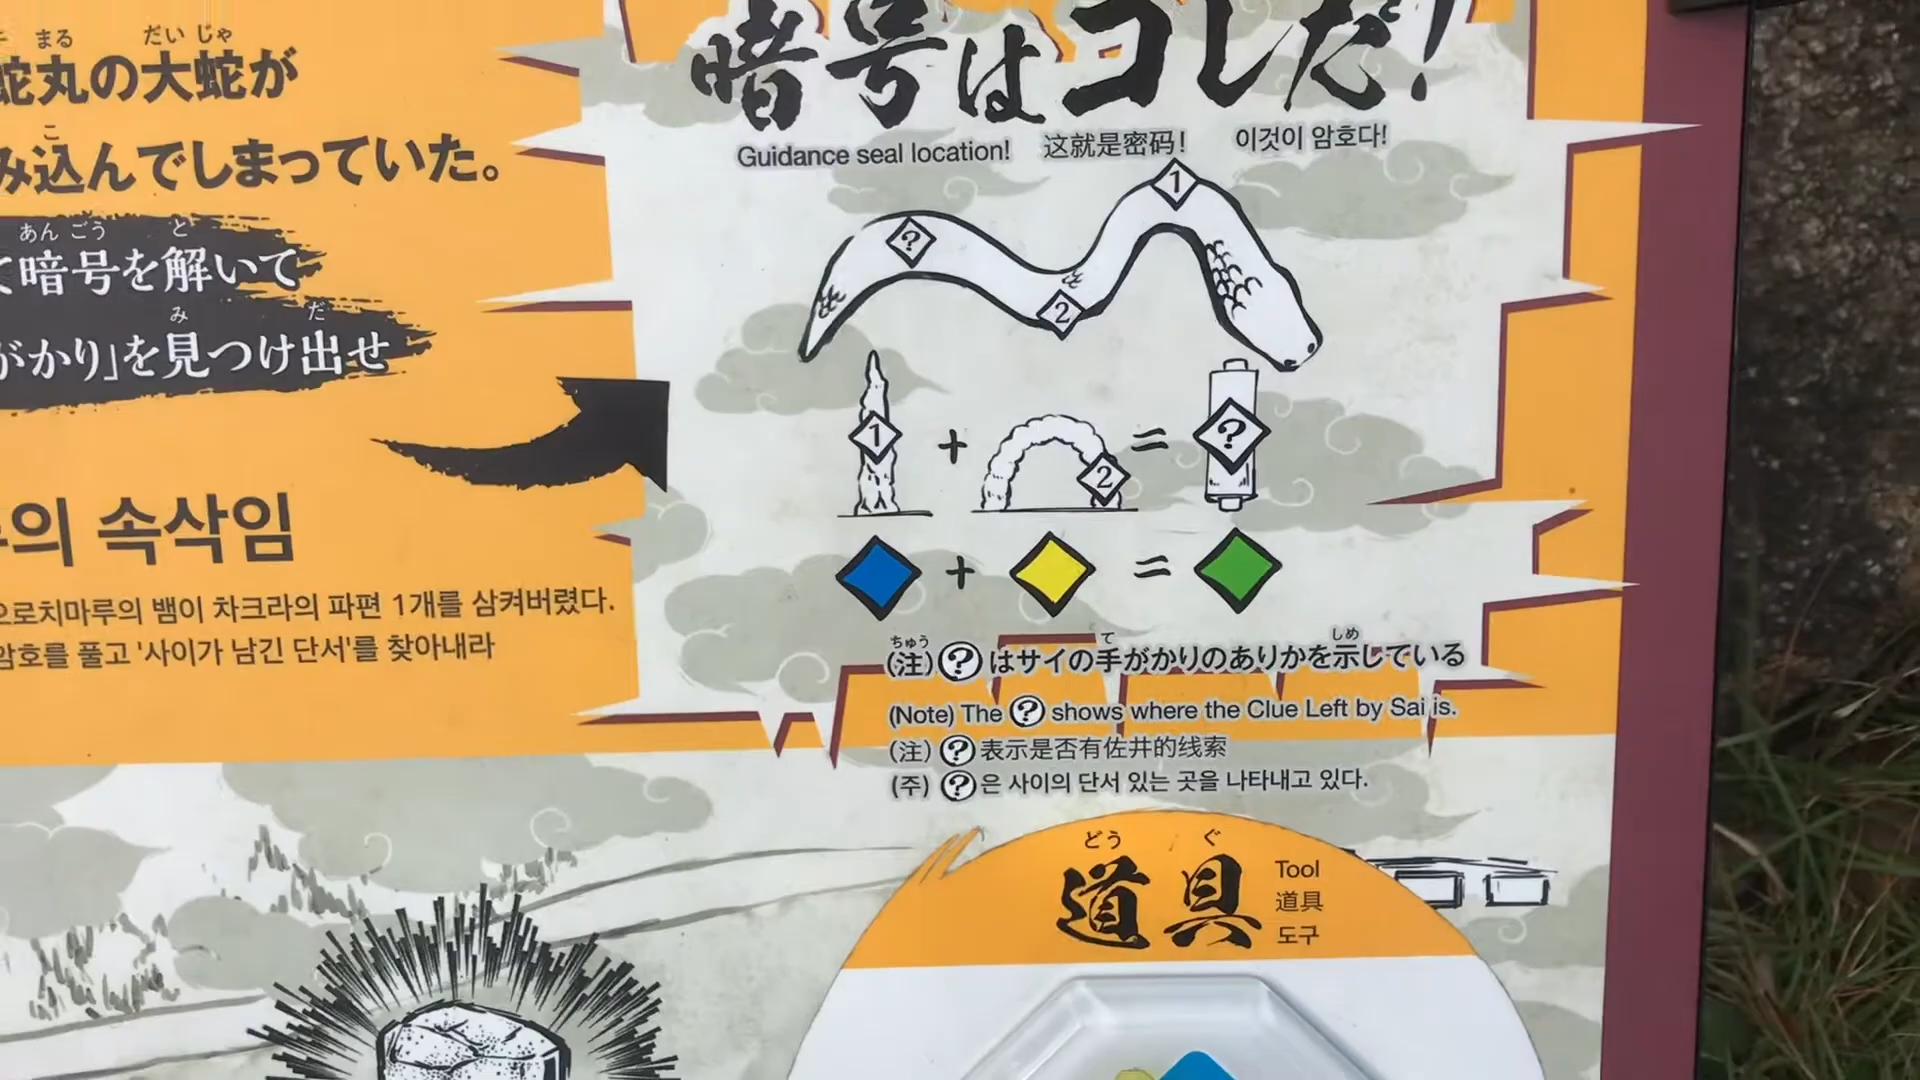 まる だい じゃ
蛇丸の大蛇が
こ
み込んでしまっていた。
あん ごう と
て暗号を解いて
み だ
がかり」を見つけ出せ
의 속삭임
오로치마루의 뱀이 차크라의 파편 1개를 삼켜버렸다.
암호를 풀고 '사이가 남긴 단서'를 찾아내라
暗号はコレだ!
Guidance seal location! 这就是密码! 이것이 암호다!
? 2 1
1 + 2 = ?
+ =
ちゅう て しめ
(注)?はサイの手がかりのありかを示している
(Note) The ? shows where the Clue Left by Sai is.
(注)?表示是否有佐井的线索
(주) ?은 사이의 단서 있는 곳을 나타내고 있다.
どう ぐ
道具
Tool
道具
도구